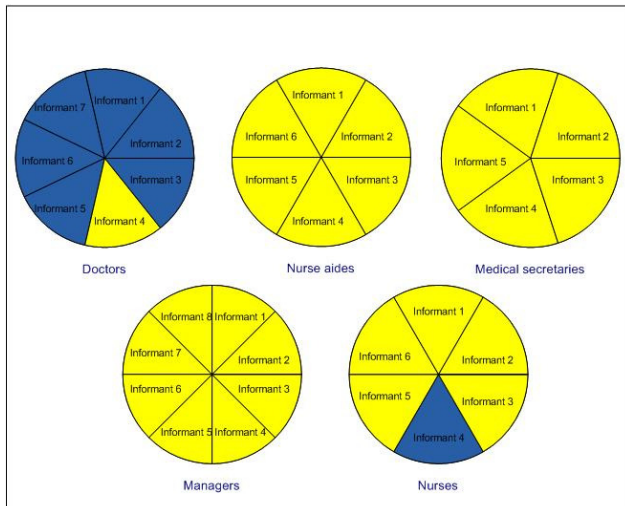 Informant 1
Informant 2
Informant 3
Informant 4
Informant 5
Informant 6
Informant 7
Doctors
Informant 1
Informant 2
Informant 3
Informant 4
Informant 5
Informant 6
Nurse aides
Informant 1
Informant 2
Informant 3
Informant 4
Informant 5
Medical secretaries
Informant 1
Informant 2
Informant 3
Informant 4
Informant 5
Informant 6
Informant 7
Informant 8
Managers
Informant 1
Informant 2
Informant 3
Informant 4
Informant 5
Informant 6
Nurses